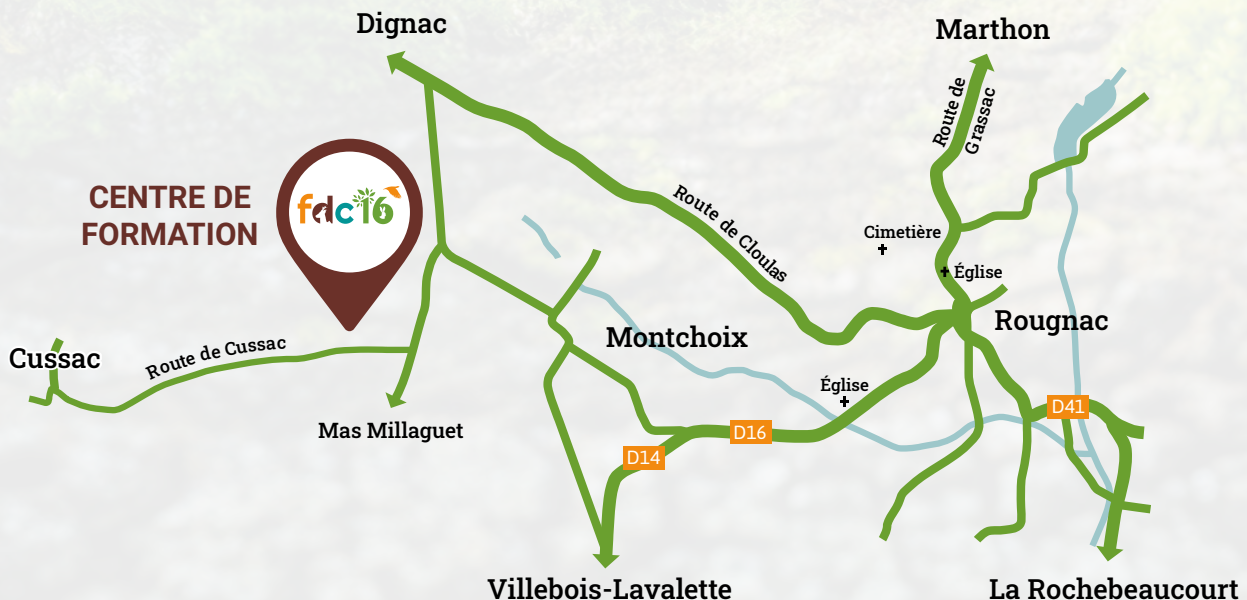 Dignac
Marthon
Route de
Grassac
CENTRE DE
FORMATION
fdc16
Route de Cloulas
Cimetière
Église
Rougnac
Montchoix
Cussac
Route de Cussac
Église
Mas Millaguet
D41
D16
D14
Villebois-Lavalette
La Rochebeaucourt